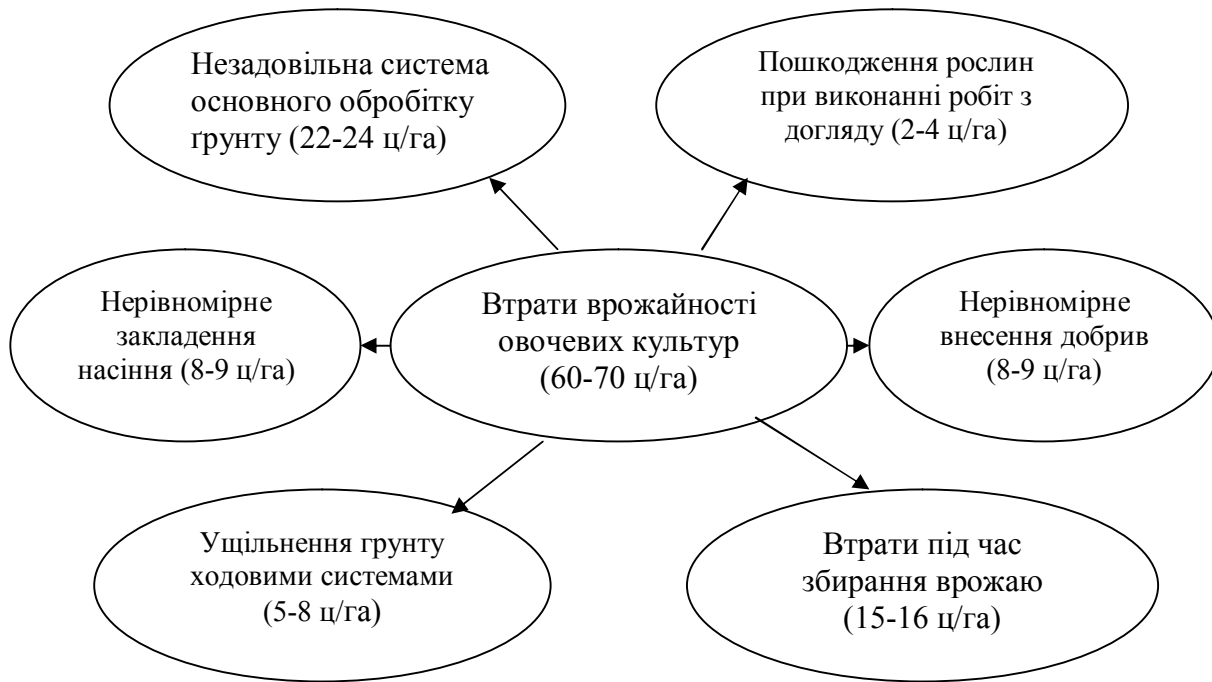 Незадовільна система
основного обробітку
ґрунту (22-24 ц/га)
Пошкодження рослин
при виконанні робіт з
догляду (2-4 ц/га)
Нерівномірне
закладення
насіння (8-9 ц/га)
Втрати врожайності
овочевих культур
(60-70 ц/га)
Нерівномірне
внесення добрив
(8-9 ц/га)
Ущільнення грунту
ходовими системами
(5-8 ц/га)
Втрати під час
збирання врожаю
(15-16 ц/га)